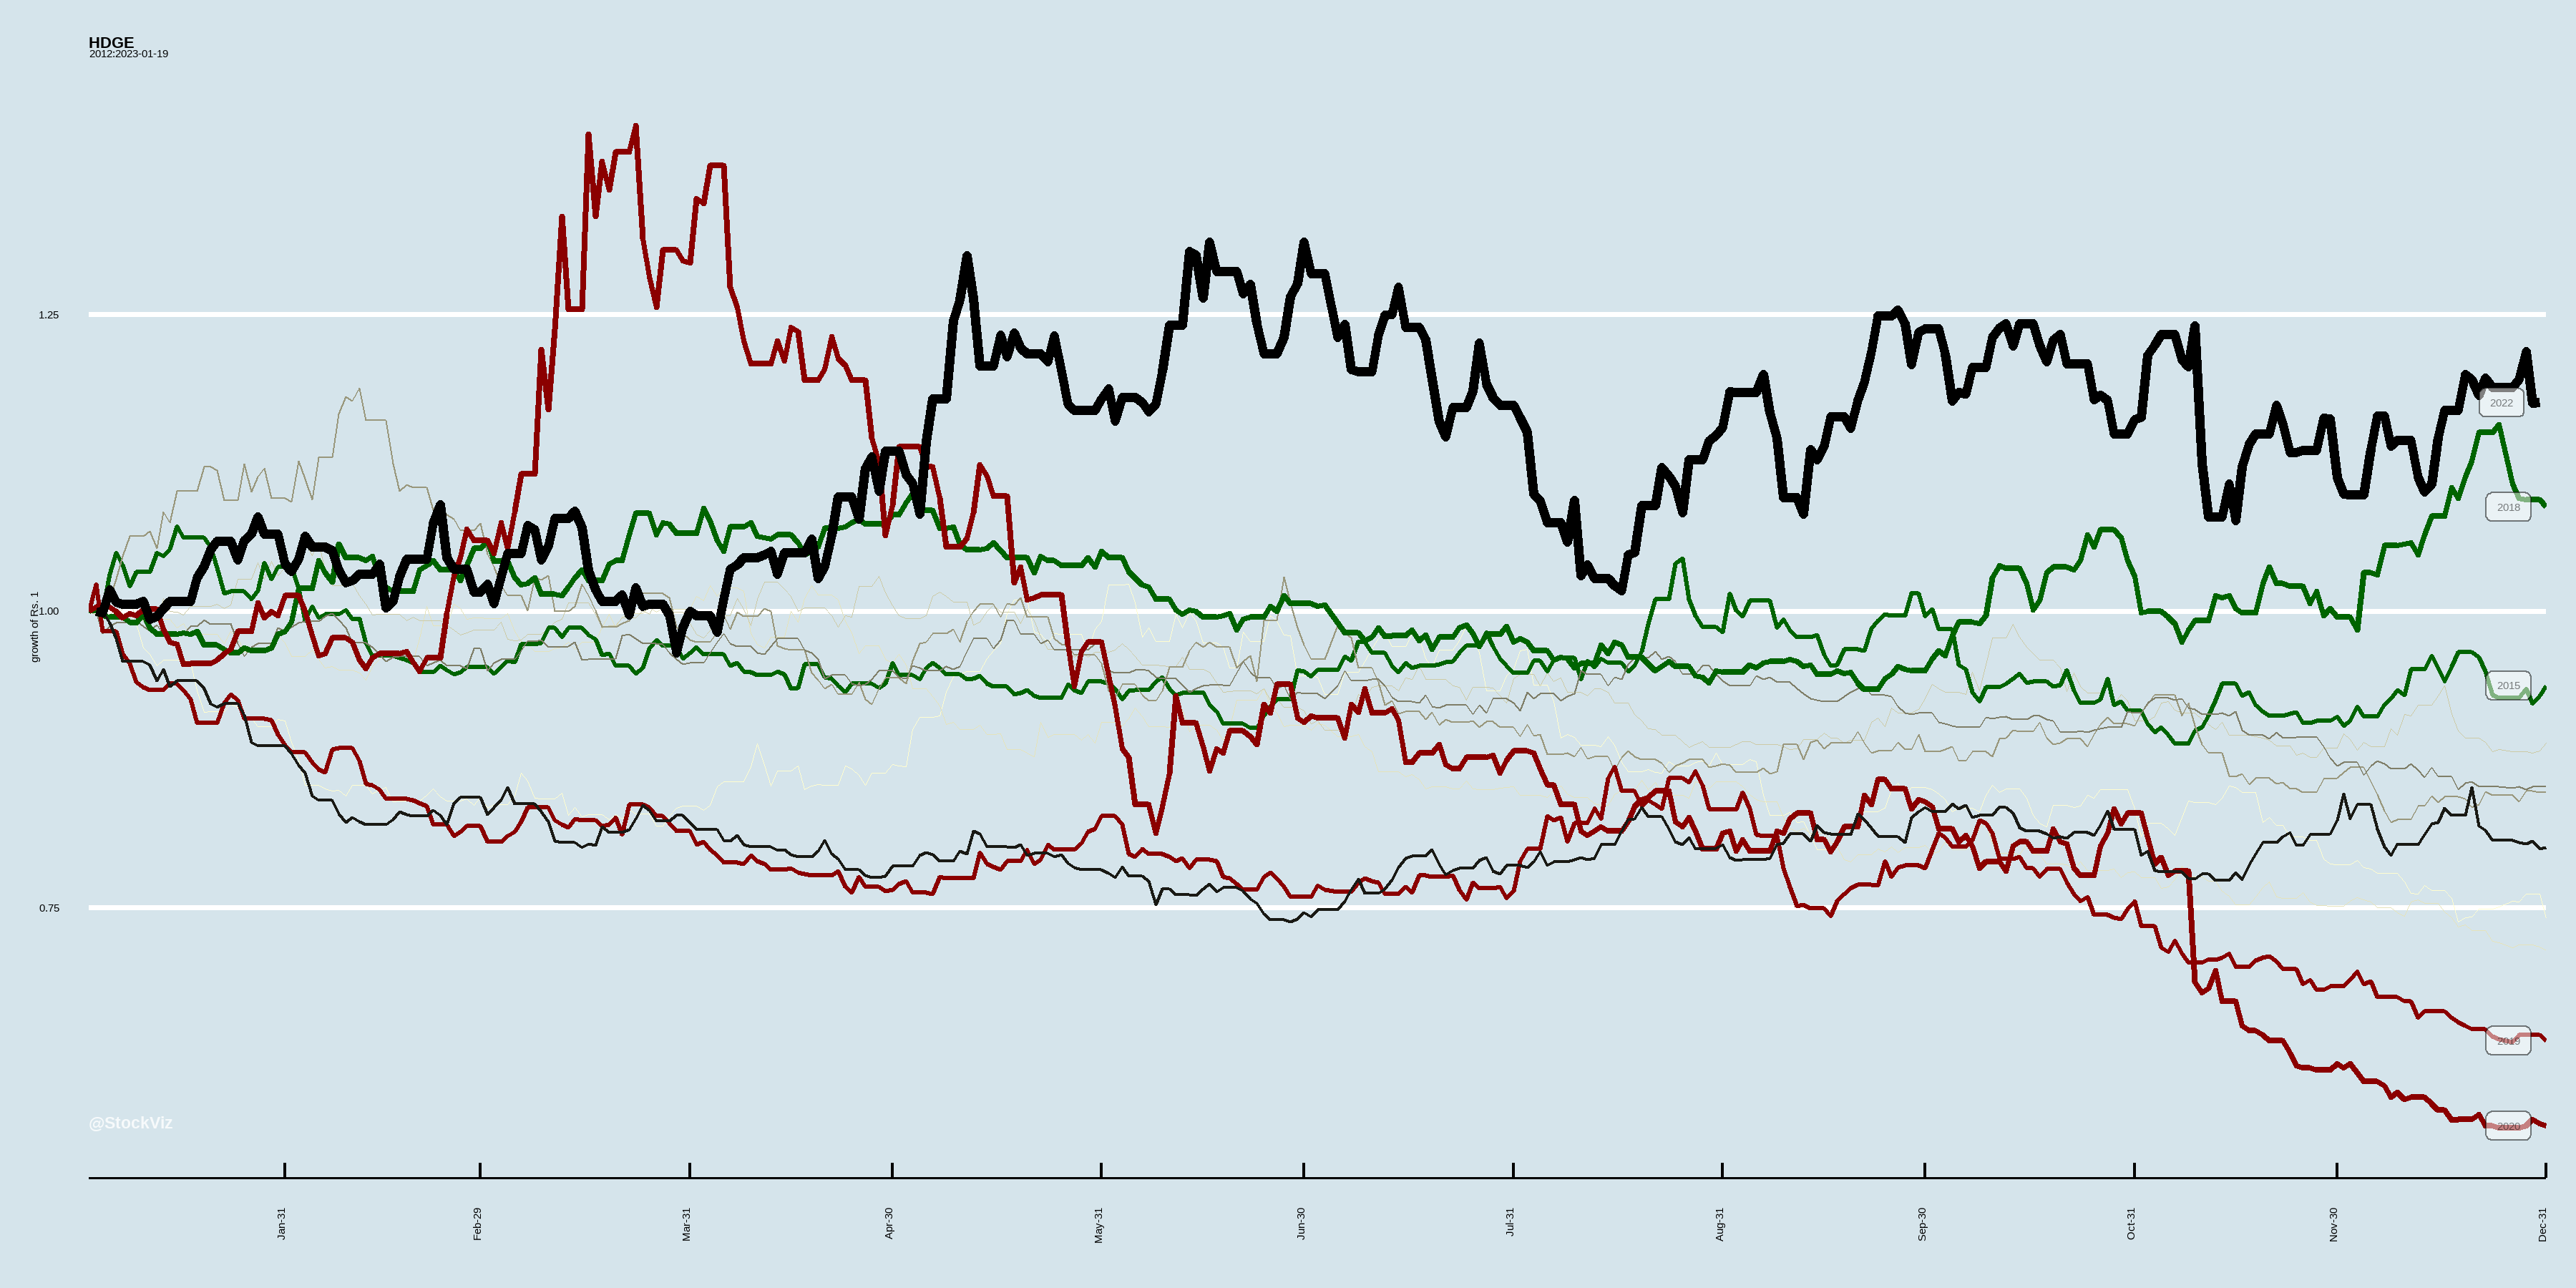 HDGE
2012:2023-01-19
1.25
1.00
0.75
growth of Rs. 1
2022
2018
2015
2019
2020
@StockViz
Jan-31
Feb-29
Mar-31
Apr-30
May-31
Jun-30
Jul-31
Aug-31
Sep-30
Oct-31
Nov-30
Dec-31